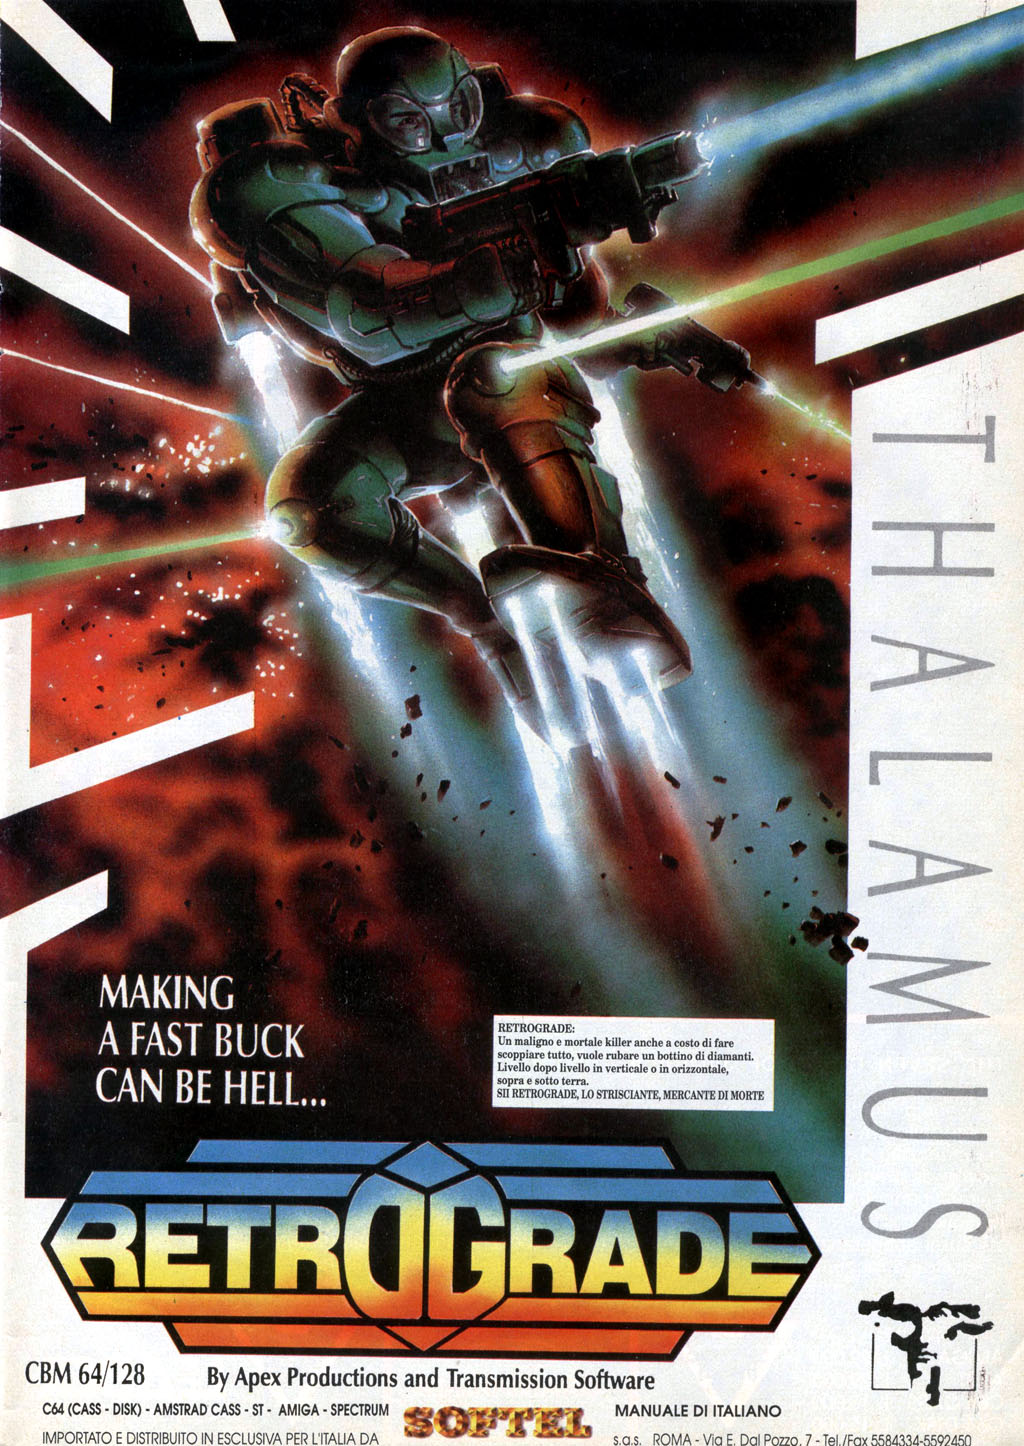 THALAMUS
MAKING
A FAST BUCK
CAN BE HELL...
RETROGRADE:
Un maligno e mortale killer anche a costo di fare
scoppiare tutto, vuole rubare un bottino di diamanti.
Livello dopo livello in verticale o in orizzontale,
sopra e sotto terra.
SII RETROGRADE, LO STRISCIANTE, MERCANTE DI MORTE
RETROGRADE
CBM 64/128
By Apex Productions and Transmission Software
C64 (CASS - DISK) - AMSTRAD CASS - ST - AMIGA - SPECTRUM
SOFTEL
MANUALE DI ITALIANO
IMPORTATO E DISTRIBUITO IN ESCLUSIVA PER L'ITALIA DA
s.a.s. ROMA - Via E. Dal Pozzo, 7 - Tel./Fax 5584334-5592450